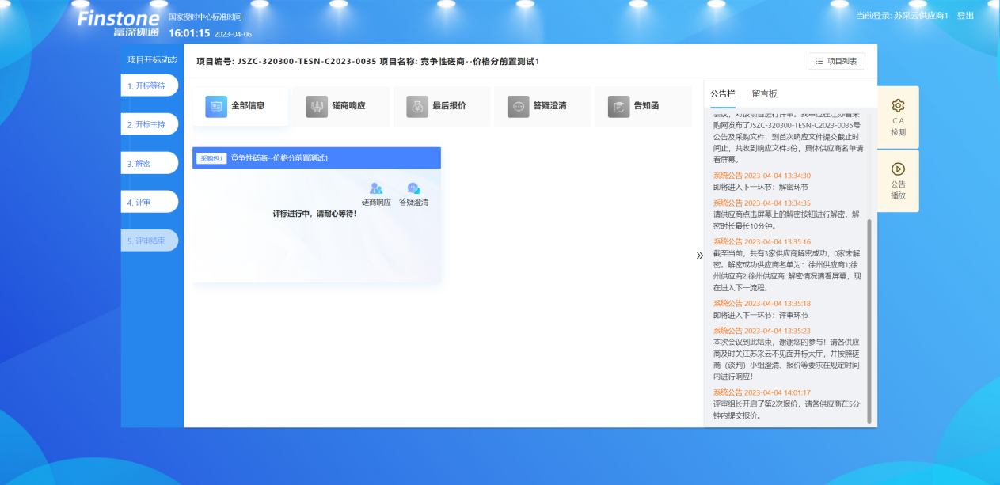 Finstone
富深协通
国家授时中心标准时间
16:01:15 2023-04-06
当前登录: 苏采云供应商1 登出
项目开标动态
1. 开标等待
2. 开标主持
3. 解密
4. 评审
5. 评审结束
项目编号: JSZC-320300-TESN-C2023-0035 项目名称: 竞争性磋商--价格分前置测试1
项目列表
全部信息
磋商响应
最后报价
答疑澄清
告知函
采购包1 竞争性磋商--价格分前置测试1
磋商响应 答疑澄清
评标进行中，请耐心等待!
公告栏 留言板
会议，对该项目进行评审。我单位在江苏省采
购网发布了JSZC-320300-TESN-C2023-0035号
公告及采购文件，到首次响应文件提交截止时
间止，共收到响应文件3份，具体供应商名单请
看屏幕。
系统公告 2023-04-04 13:34:30
即将进入下一环节：解密环节
系统公告 2023-04-04 13:34:35
请供应商点击屏幕上的解密按钮进行解密，解
密时长最长10分钟。
系统公告 2023-04-04 13:35:16
截至当前，共有3家供应商解密成功，0家未解
密。解密成功供应商名单为：徐州供应商1;徐
州供应商2;徐州供应商; 解密情况请看屏幕，现
在进入下一流程。
系统公告 2023-04-04 13:35:18
即将进入下一环节：评审环节
系统公告 2023-04-04 13:35:23
本次会议到此结束，谢谢您的参与！请各供应
商及时关注苏采云不见面开标大厅，并按照磋
商（谈判）小组澄清、报价等要求在规定时间
内进行响应！
系统公告 2023-04-04 14:01:17
评审组长开启了第2次报价，请各供应商在5分
钟内提交报价。
CA
检测
公告
播放